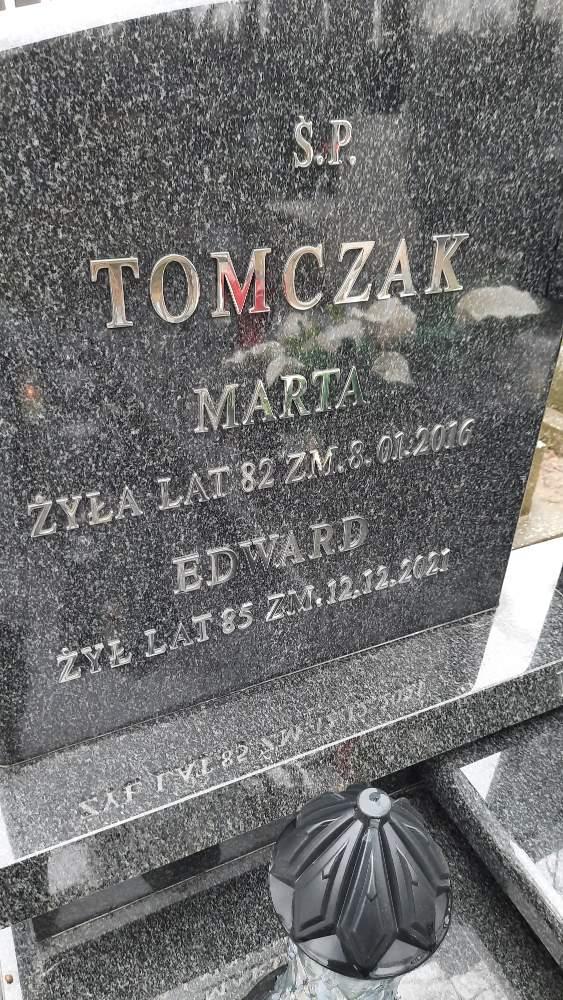 Ś.P.
TOMCZAK
MARTA
ŻYŁA LAT 82 ZM. 8. 01. 2016
EDWARD
ŻYŁ LAT 85 ZM. 12.12.2021